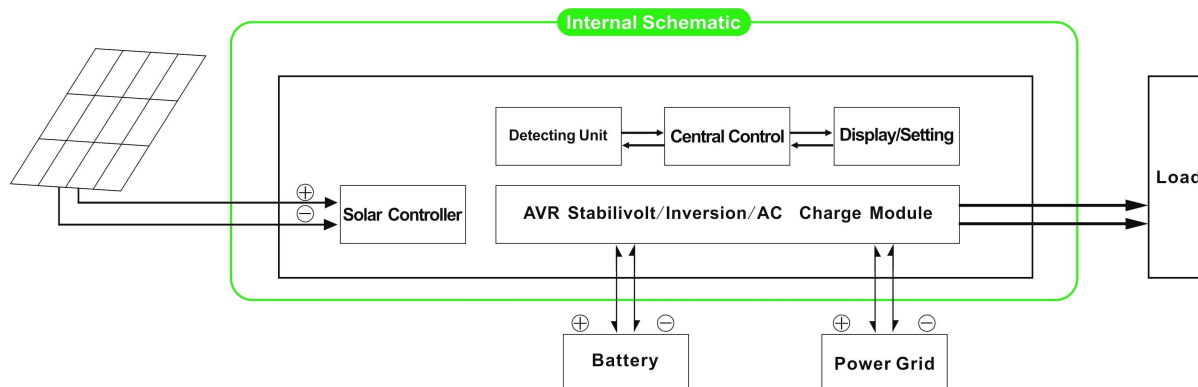 Internal Schematic
Detecting Unit
Central Control
Display/Setting
Load
⊕
⊖
Solar Controller
AVR Stabilivolt/Inversion/AC Charge Module
⊕ ⊖
⊕ ⊖
Battery
Power Grid